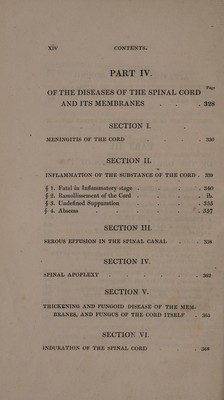 xiv CONTENTS.
PART IV.
Page
OF THE DISEASES OF THE SPINAL CORD
AND ITS MEMBRANES . . . 328
SECTION I.
MENINGITIS OF THE CORD . . 330
SECTION II.
INFLAMMATION OF THE SUBSTANCE OF THE CORD . 339
§ 1. Fatal in Inflammatory stage . . . . 340
§ 2. Ramollissement of the Cord . . . . Ib.
§ 3. Undefined Suppuration . . . . 355
§ 4. Abscess . . . . . 357
SECTION III.
SEROUS EFFUSION IN THE SPINAL CANAL . . 358
SECTION IV.
SPINAL APOPLEXY . . . . 362
SECTION V.
THICKENING AND FUNGOID DISEASE OF THE MEM-
BRANES, AND FUNGUS OF THE CORD ITSELF . 365
SECTION VI.
INDURATION OF THE SPINAL CORD . . 368